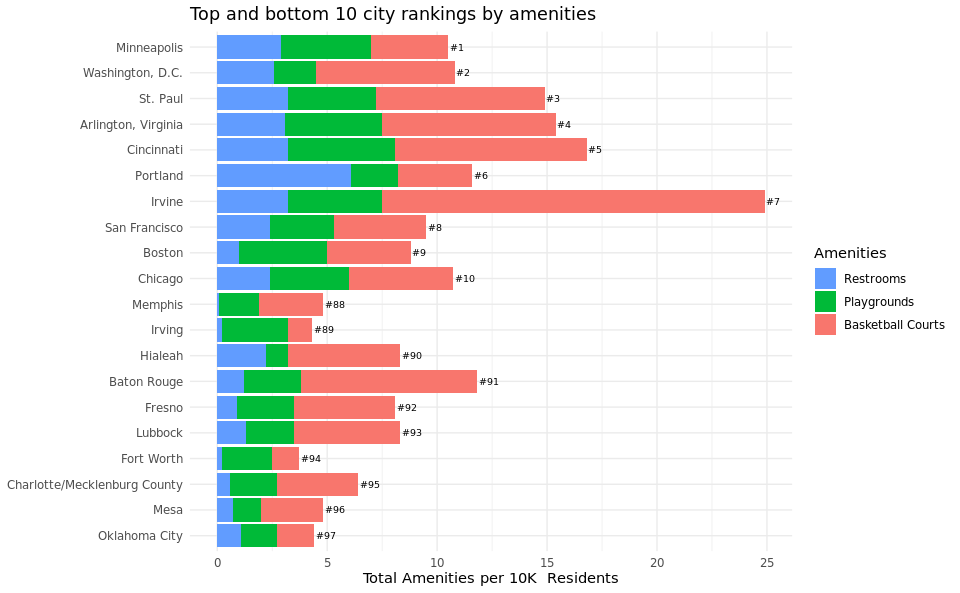 Top and bottom 10 city rankings by amenities
Minneapolis #1
Washington, D.C. #2
St. Paul #3
Arlington, Virginia #4
Cincinnati #5
Portland #6
Irvine #7
San Francisco #8
Boston #9
Chicago #10
Memphis #88
Irving #89
Hialeah #90
Baton Rouge #91
Fresno #92
Lubbock #93
Fort Worth #94
Charlotte/Mecklenburg County #95
Mesa #96
Oklahoma City #97
0 5 10 15 20 25
Total Amenities per 10K  Residents
Amenities
Restrooms
Playgrounds
Basketball Courts